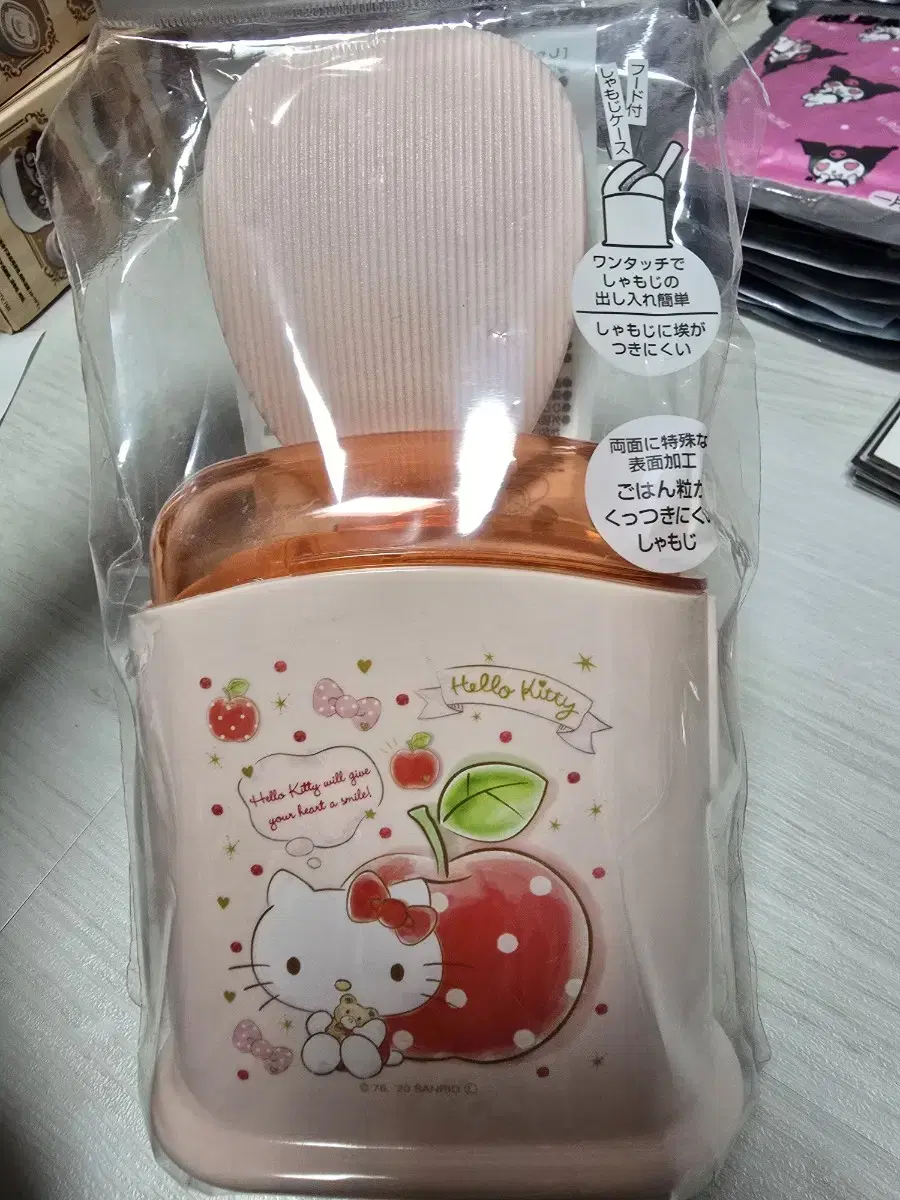 フード付
しゃもじケース
ワンタッチで
しゃもじの
出し入れ簡単
しゃもじに埃が
つきにくい
両面に特殊な
表面加工
ごはん粒が
くっつきにくい
しゃもじ
Hello Kitty
Hello Kitty will give
your heart a smile!
© '76, '20 SANRIO